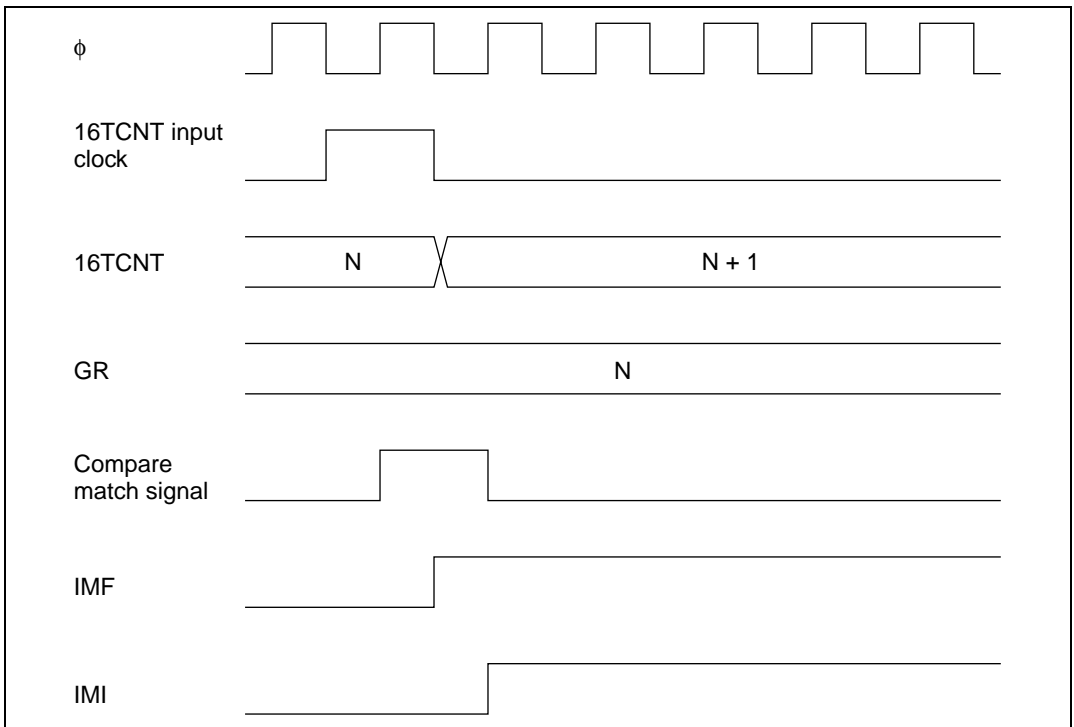 φ
16TCNT input
clock
16TCNT
N
N + 1
GR
N
Compare
match signal
IMF
IMI